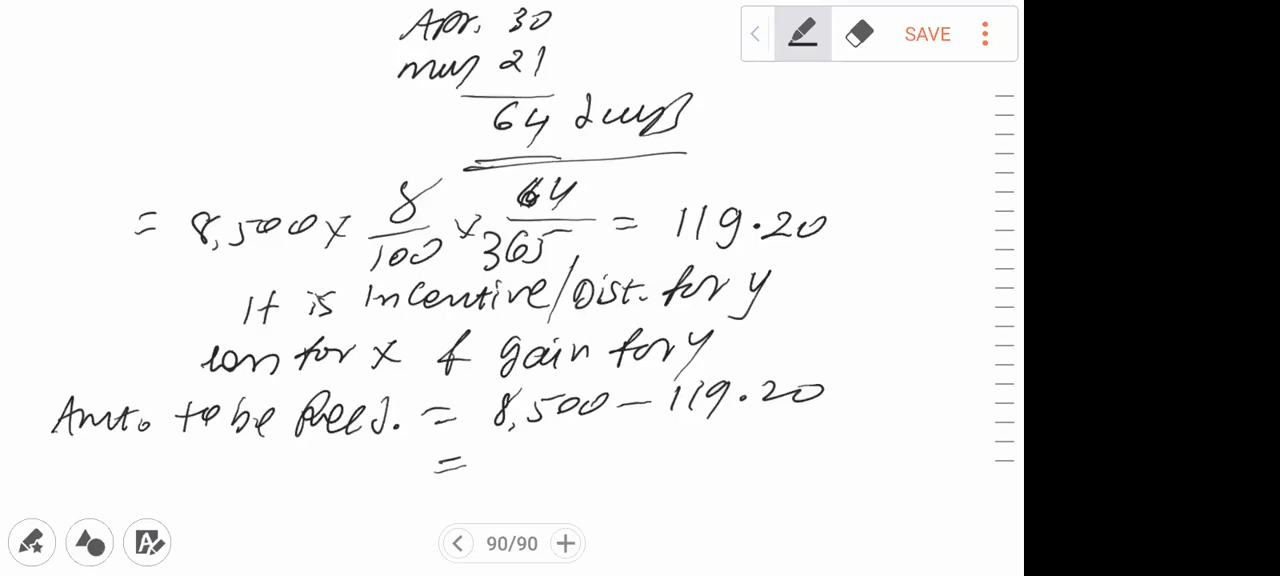 Apr. 30
SAVE
may 21
64 days
= 8,500 x 8/100 x 64/365 = 119.20
It is Incentive/Dist. for y
loss for x & gain for y
Amt. to be Recd. = 8,500 - 119.20
=
90/90